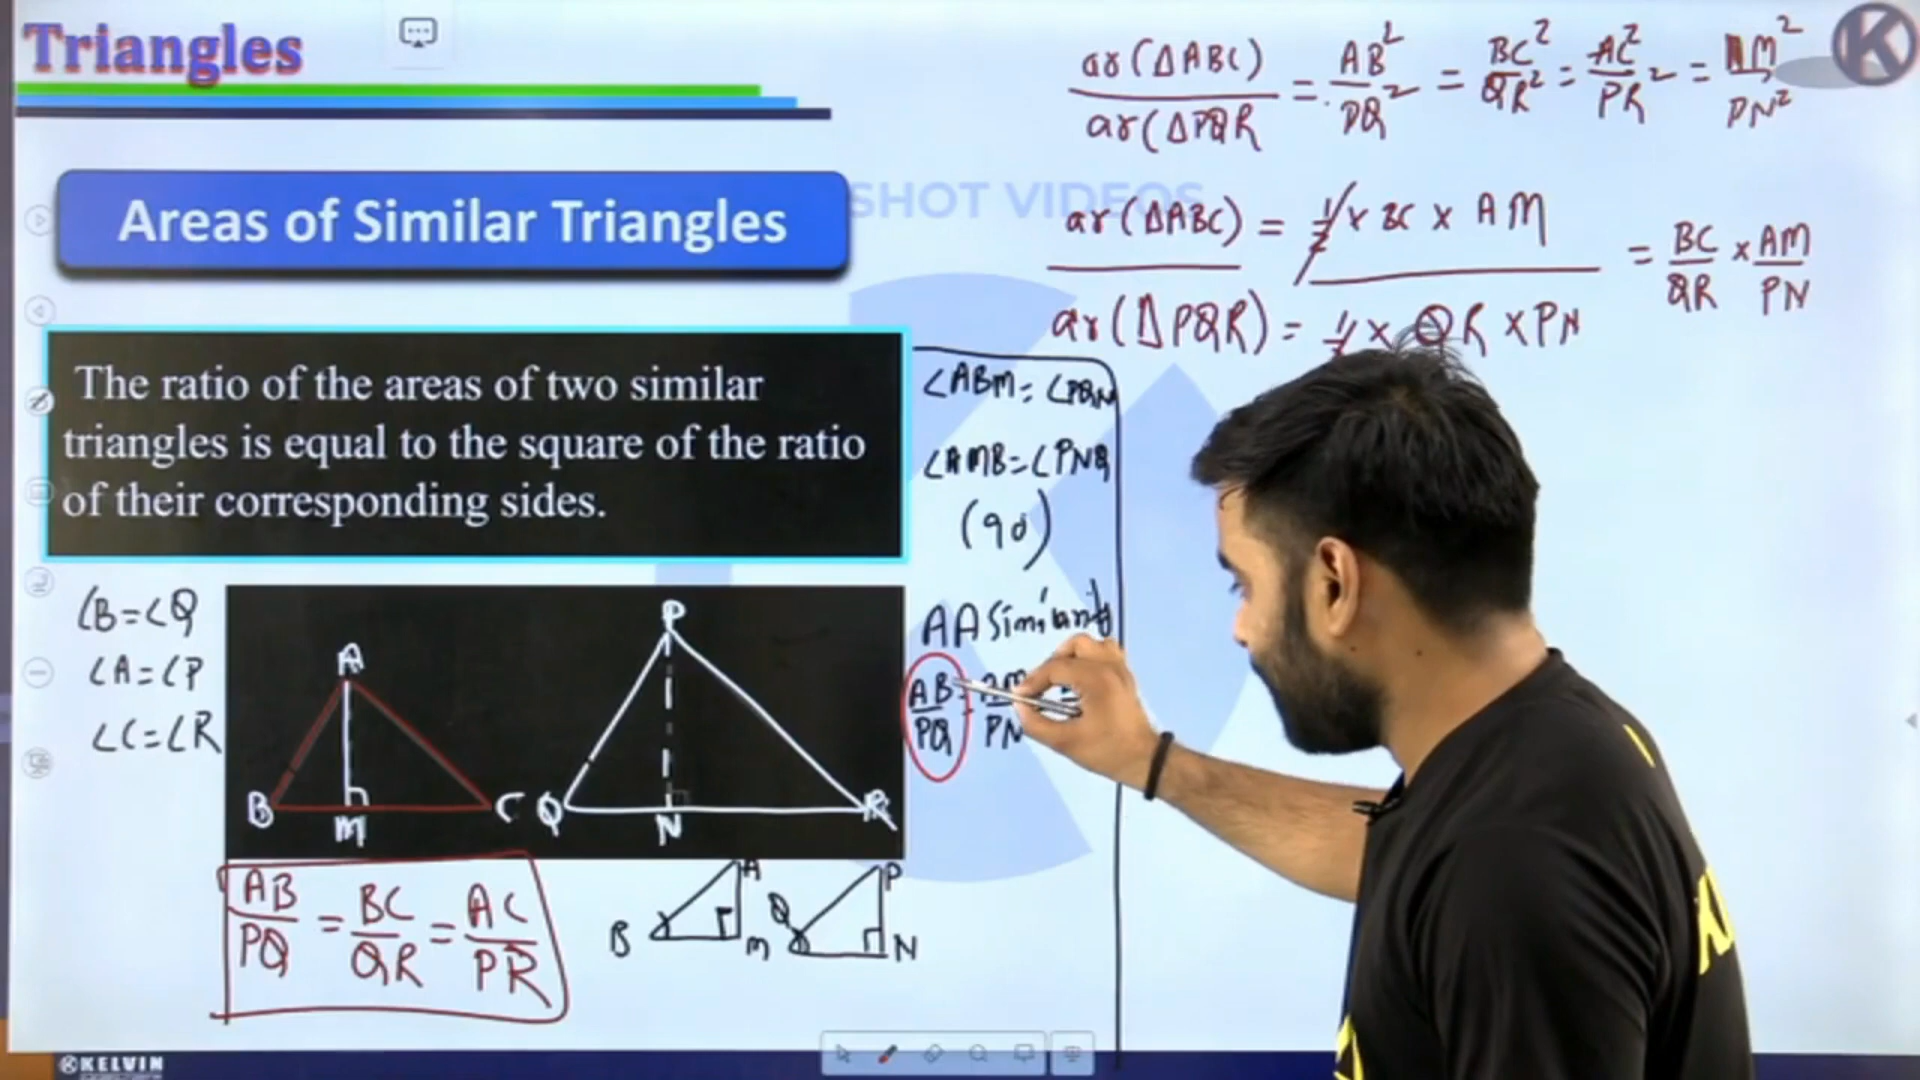 Triangles
ar(ΔABC) / ar(ΔPQR = AB² / PQ² = BC² / QR² = AC² / PR² = AM² / PN²
SHOT VIDEOS
Areas of Similar Triangles
ar(ΔABC) = 1/2 × BC × AM
ar(ΔPQR) = 1/2 × QR × PN
= BC/QR × AM/PN
The ratio of the areas of two similar
triangles is equal to the square of the ratio
of their corresponding sides.
∠ABM = ∠PQN
∠AMB = ∠PNQ
(90)
AA Similarity
AB/PQ = AM/PN
∠B = ∠Q
∠A = ∠P
∠C = ∠R
A
B
M
C
P
Q
N
R
AB/PQ = BC/QR = AC/PR
A
B
M
P
Q
N
KELVIN